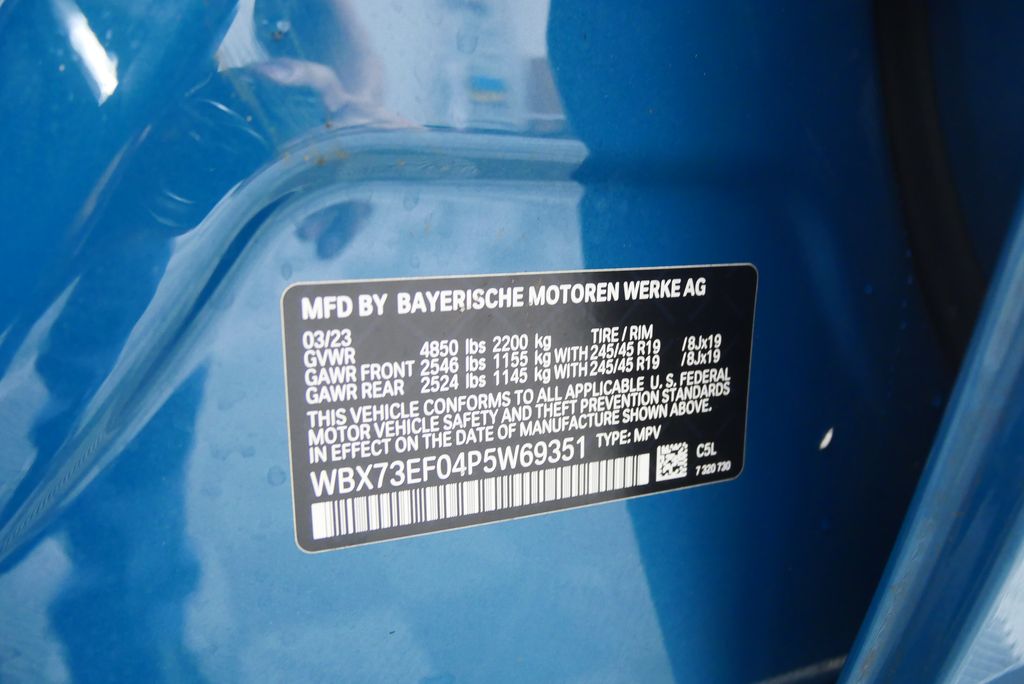 MFD BY BAYERISCHE MOTOREN WERKE AG
03/23 TIRE / RIM
GVWR 4850 lbs 2200 kg
GAWR FRONT 2546 lbs 1155 kg WITH 245/45 R19 /8Jx19
GAWR REAR 2524 lbs 1145 kg WITH 245/45 R19 /8Jx19
THIS VEHICLE CONFORMS TO ALL APPLICABLE U.S. FEDERAL
MOTOR VEHICLE SAFETY AND THEFT PREVENTION STANDARDS
IN EFFECT ON THE DATE OF MANUFACTURE SHOWN ABOVE.
WBX73EF04P5W69351 TYPE: MPV
C5L
7 320 730